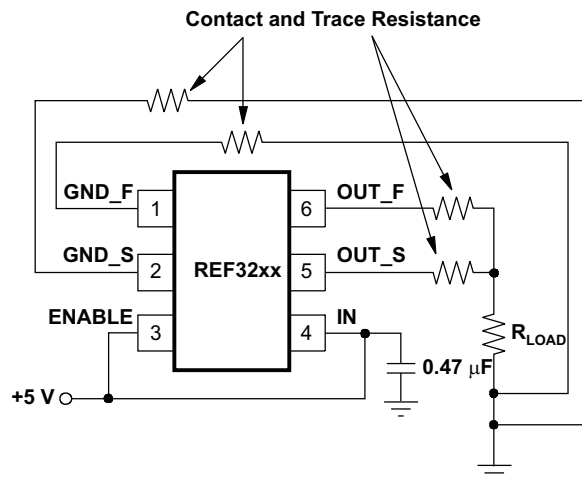 Contact and Trace Resistance
GND_F
1
6
OUT_F
GND_S
2
REF32xx
5
OUT_S
ENABLE
3
4
IN
R_LOAD
0.47 μF
+5 V